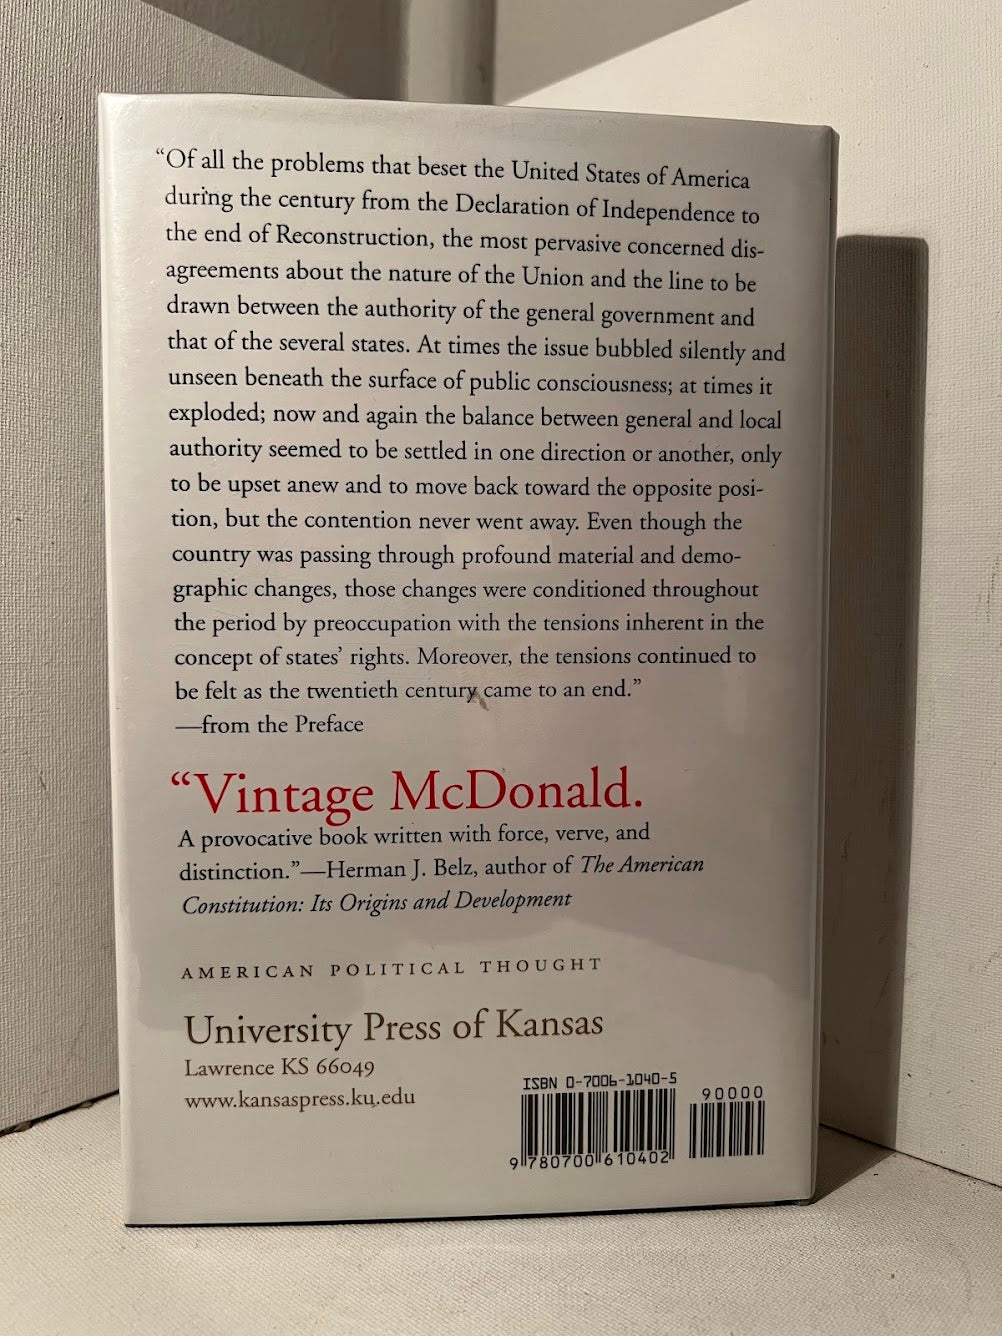 “Of all the problems that beset the United States of America
during the century from the Declaration of Independence to
the end of Reconstruction, the most pervasive concerned dis-
agreements about the nature of the Union and the line to be
drawn between the authority of the general government and
that of the several states. At times the issue bubbled silently and
unseen beneath the surface of public consciousness; at times it
exploded; now and again the balance between general and local
authority seemed to be settled in one direction or another, only
to be upset anew and to move back toward the opposite posi-
tion, but the contention never went away. Even though the
country was passing through profound material and demo-
graphic changes, those changes were conditioned throughout
the period by preoccupation with the tensions inherent in the
concept of states’ rights. Moreover, the tensions continued to
be felt as the twentieth century came to an end.”
—from the Preface
“Vintage McDonald.
A provocative book written with force, verve, and
distinction.”—Herman J. Belz, author of The American
Constitution: Its Origins and Development
AMERICAN POLITICAL THOUGHT
University Press of Kansas
Lawrence KS 66049
www.kansaspress.ku.edu
ISBN 0-7006-1040-5
90000
9 780700 610402